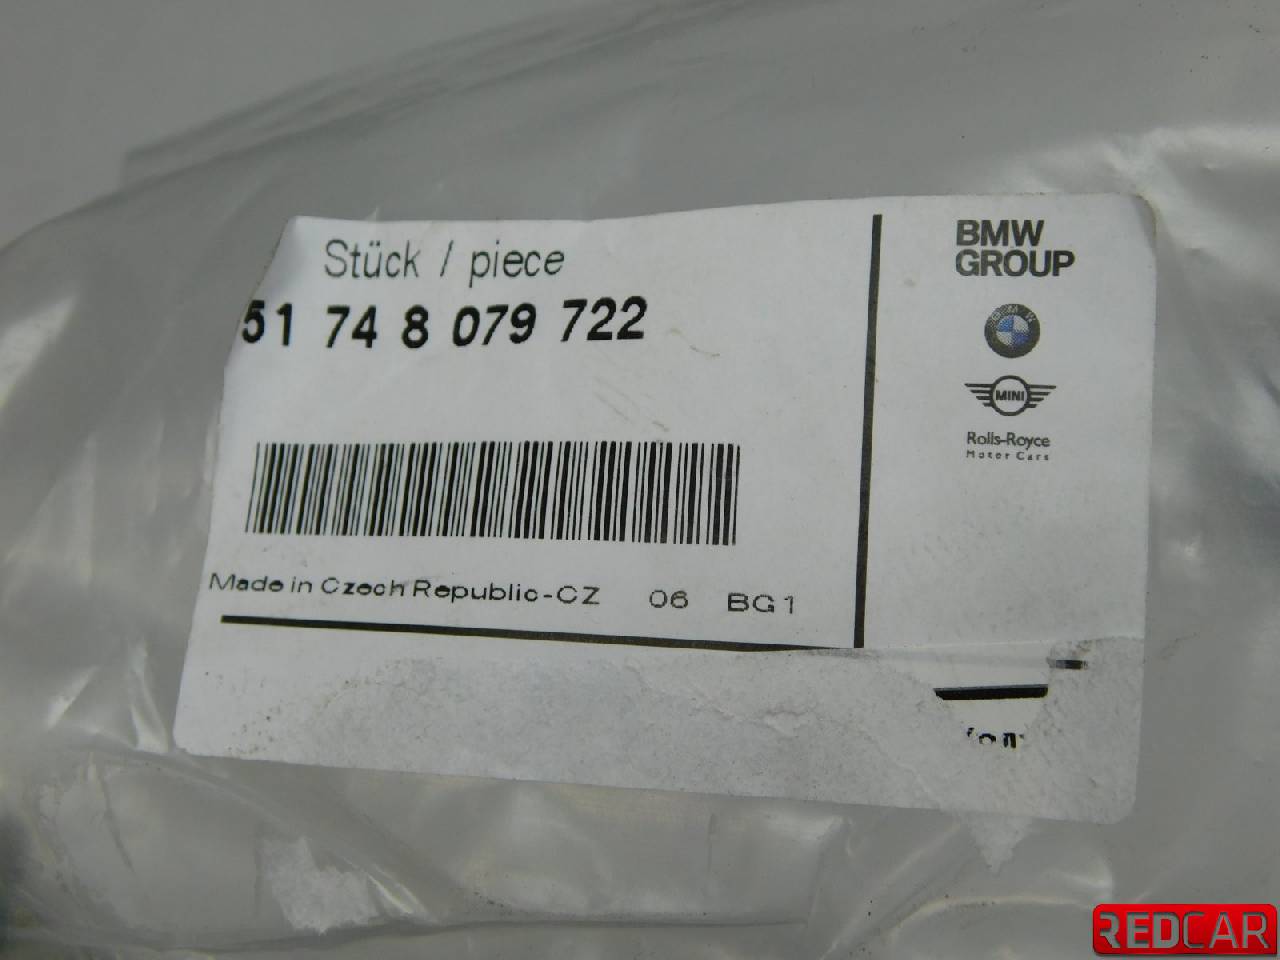 Stück / piece
51 74 8 079 722
Made in Czech Republic-CZ 06 BG1
BMW
GROUP
BMW
MINI
Rolls-Royce
Motor Cars
REDCAR